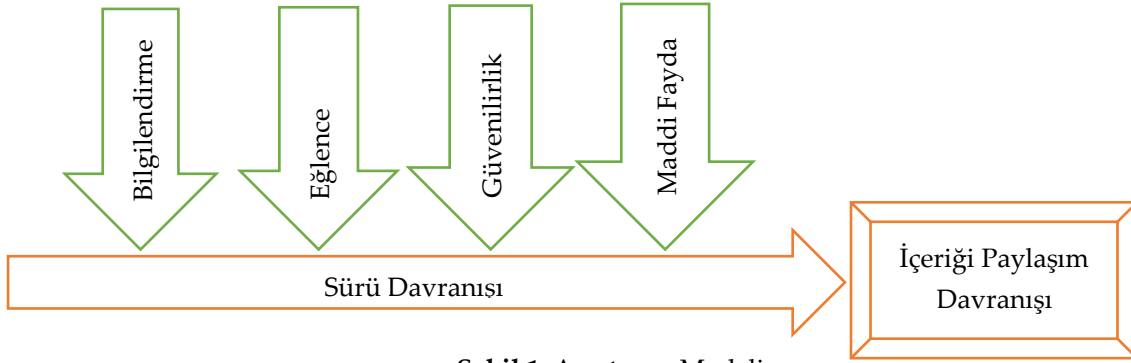 Bilgilendirme
Eğlence
Güvenilirlik
Maddi Fayda
Sürü Davranışı
İçeriği Paylaşım
Davranışı